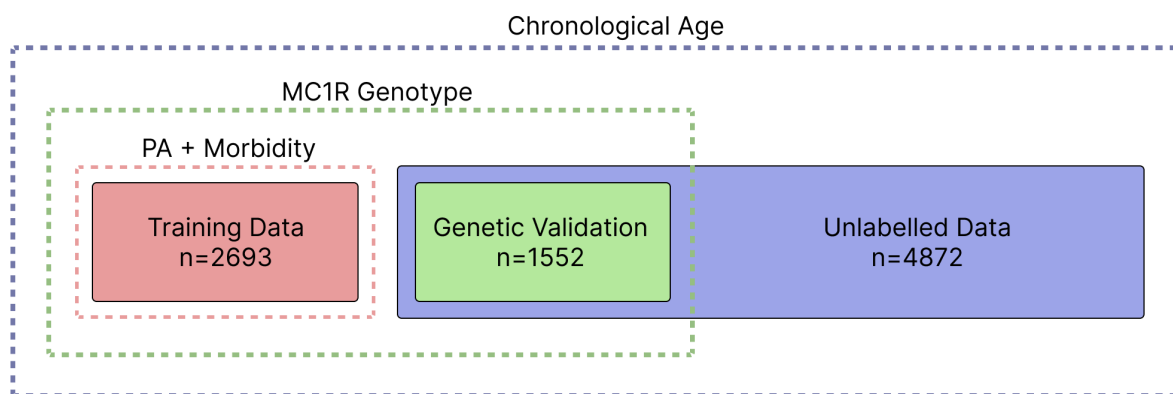 Chronological Age
MC1R Genotype
PA + Morbidity
Training Data
n=2693
Genetic Validation
n=1552
Unlabelled Data
n=4872